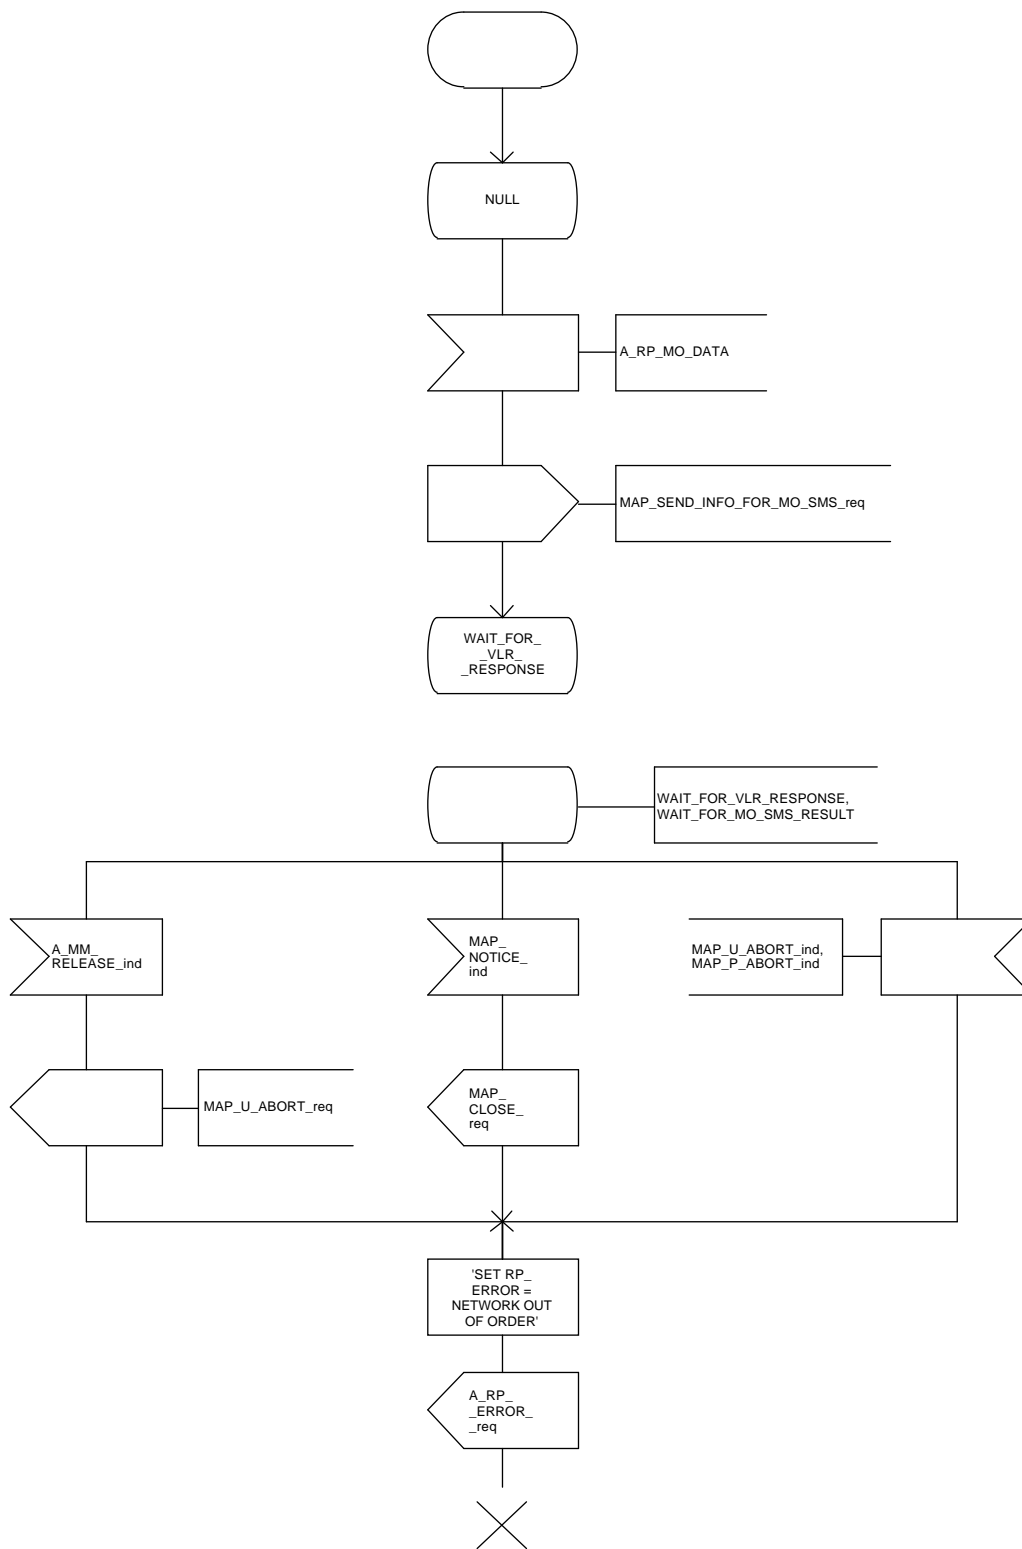 NULL
A_RP_MO_DATA
MAP_SEND_INFO_FOR_MO_SMS_req
WAIT_FOR_
_VLR_
_RESPONSE
WAIT_FOR_VLR_RESPONSE,
WAIT_FOR_MO_SMS_RESULT
A_MM_
RELEASE_ind
MAP_
NOTICE_
ind
MAP_U_ABORT_ind,
MAP_P_ABORT_ind
MAP_U_ABORT_req
MAP_
CLOSE_
req
'SET RP_
ERROR =
NETWORK OUT
OF ORDER'
A_RP_
_ERROR_
_req